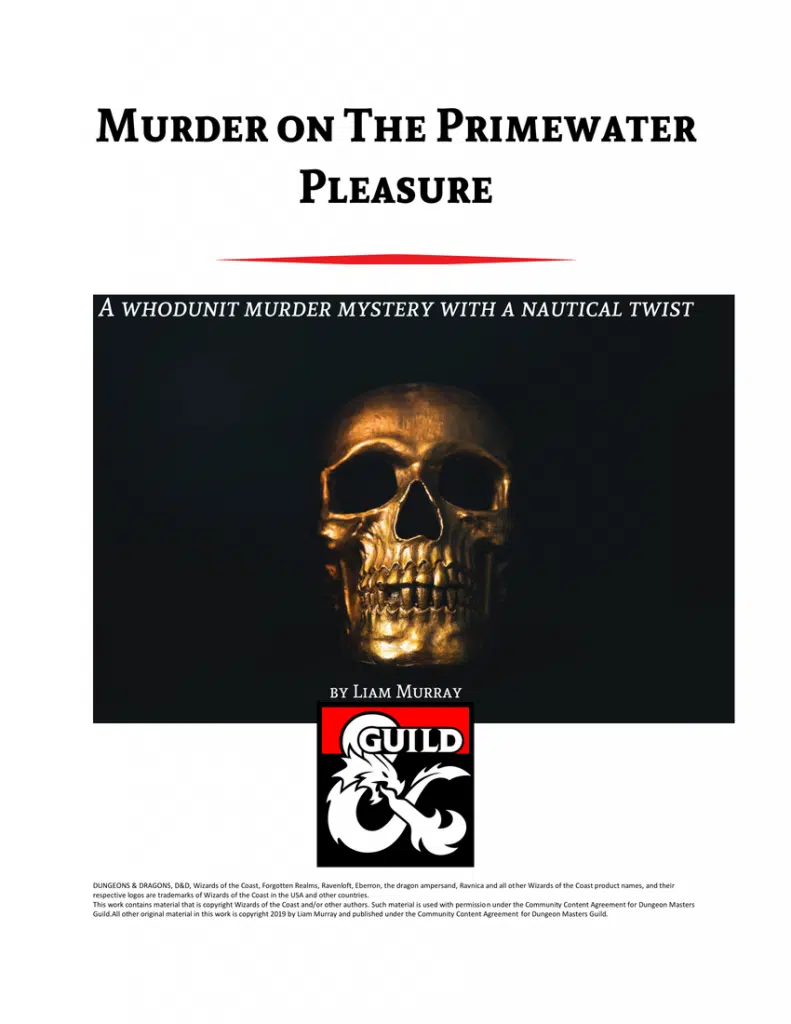 Murder on The Primewater
Pleasure
A whodunit murder mystery with a nautical twist
by Liam Murray
GUILD
DUNGEONS & DRAGONS, D&D, Wizards of the Coast, Forgotten Realms, Ravenloft, Eberron, the dragon ampersand, Ravnica and all other Wizards of the Coast product names, and their
respective logos are trademarks of Wizards of the Coast in the USA and other countries.
This work contains material that is copyright Wizards of the Coast and/or other authors. Such material is used with permission under the Community Content Agreement for Dungeon Masters
Guild.All other original material in this work is copyright 2019 by Liam Murray and published under the Community Content Agreement for Dungeon Masters Guild.